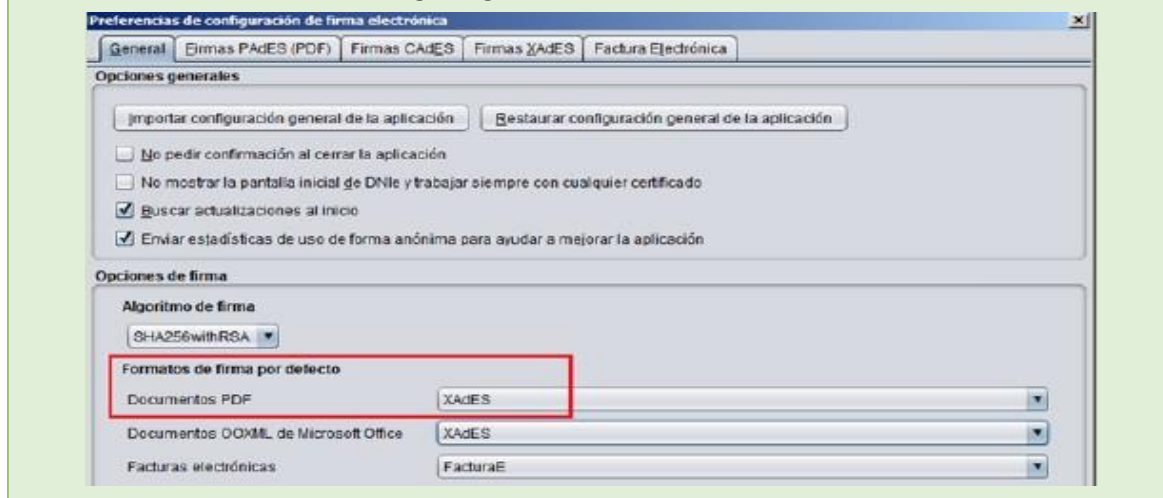 Preferencias de configuración de firma electrónica
General Firmas PAdES (PDF) Firmas CAdES Firmas XAdES Factura Electrónica
Opciones generales
Importar configuración general de la aplicación Restaurar configuración general de la aplicación
No pedir confirmación al cerrar la aplicación
No mostrar la pantalla inicial de DNIe y trabajar siempre con cualquier certificado
Buscar actualizaciones al inicio
Enviar estadísticas de uso de forma anónima para ayudar a mejorar la aplicación
Opciones de firma
Algoritmo de firma
SHA256withRSA
Formatos de firma por defecto
Documentos PDF XAdES
Documentos OOXML de Microsoft Office XAdES
Facturas electrónicas FacturaE